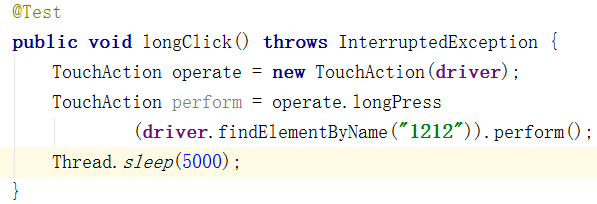 @Test
public void longClick() throws InterruptedException {
    TouchAction operate = new TouchAction(driver);
    TouchAction perform = operate.longPress
            (driver.findElementByName("1212")).perform();
    Thread.sleep(5000);
}